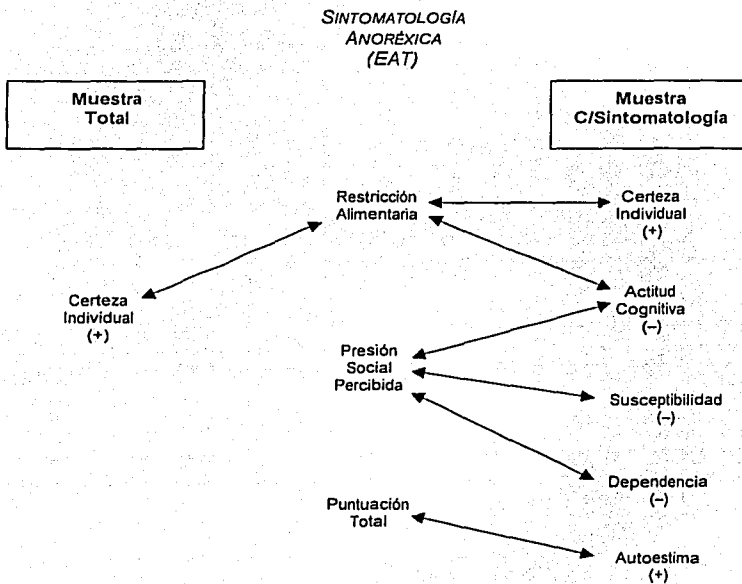 SINTOMATOLOGÍA
ANORÉXICA
(EAT)
Muestra
Total
Muestra
C/Sintomatología
Restricción
Alimentaria
Certeza
Individual
(+)
Certeza
Individual
(+)
Actitud
Cognitiva
(–)
Presión
Social
Percibida
Susceptibilidad
(–)
Dependencia
(–)
Puntuación
Total
Autoestima
(+)